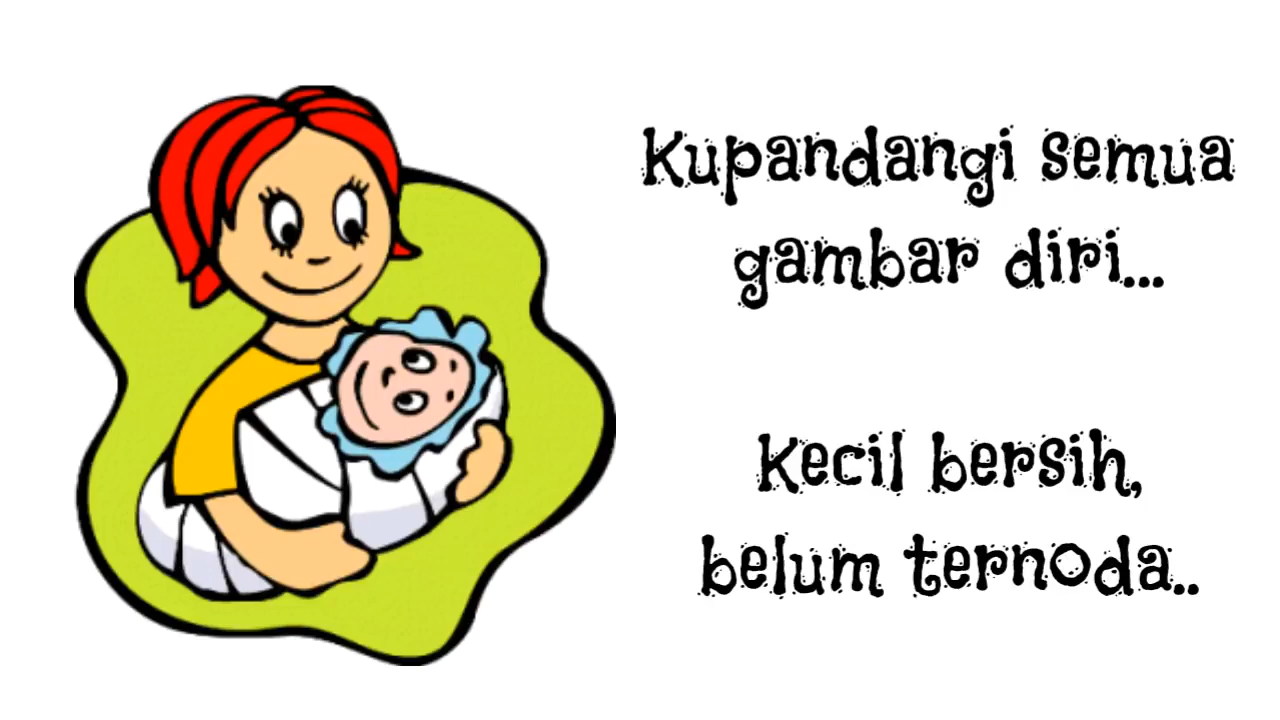 Kupandangi semua
gambar diri...
Kecil bersih,
belum ternoda..